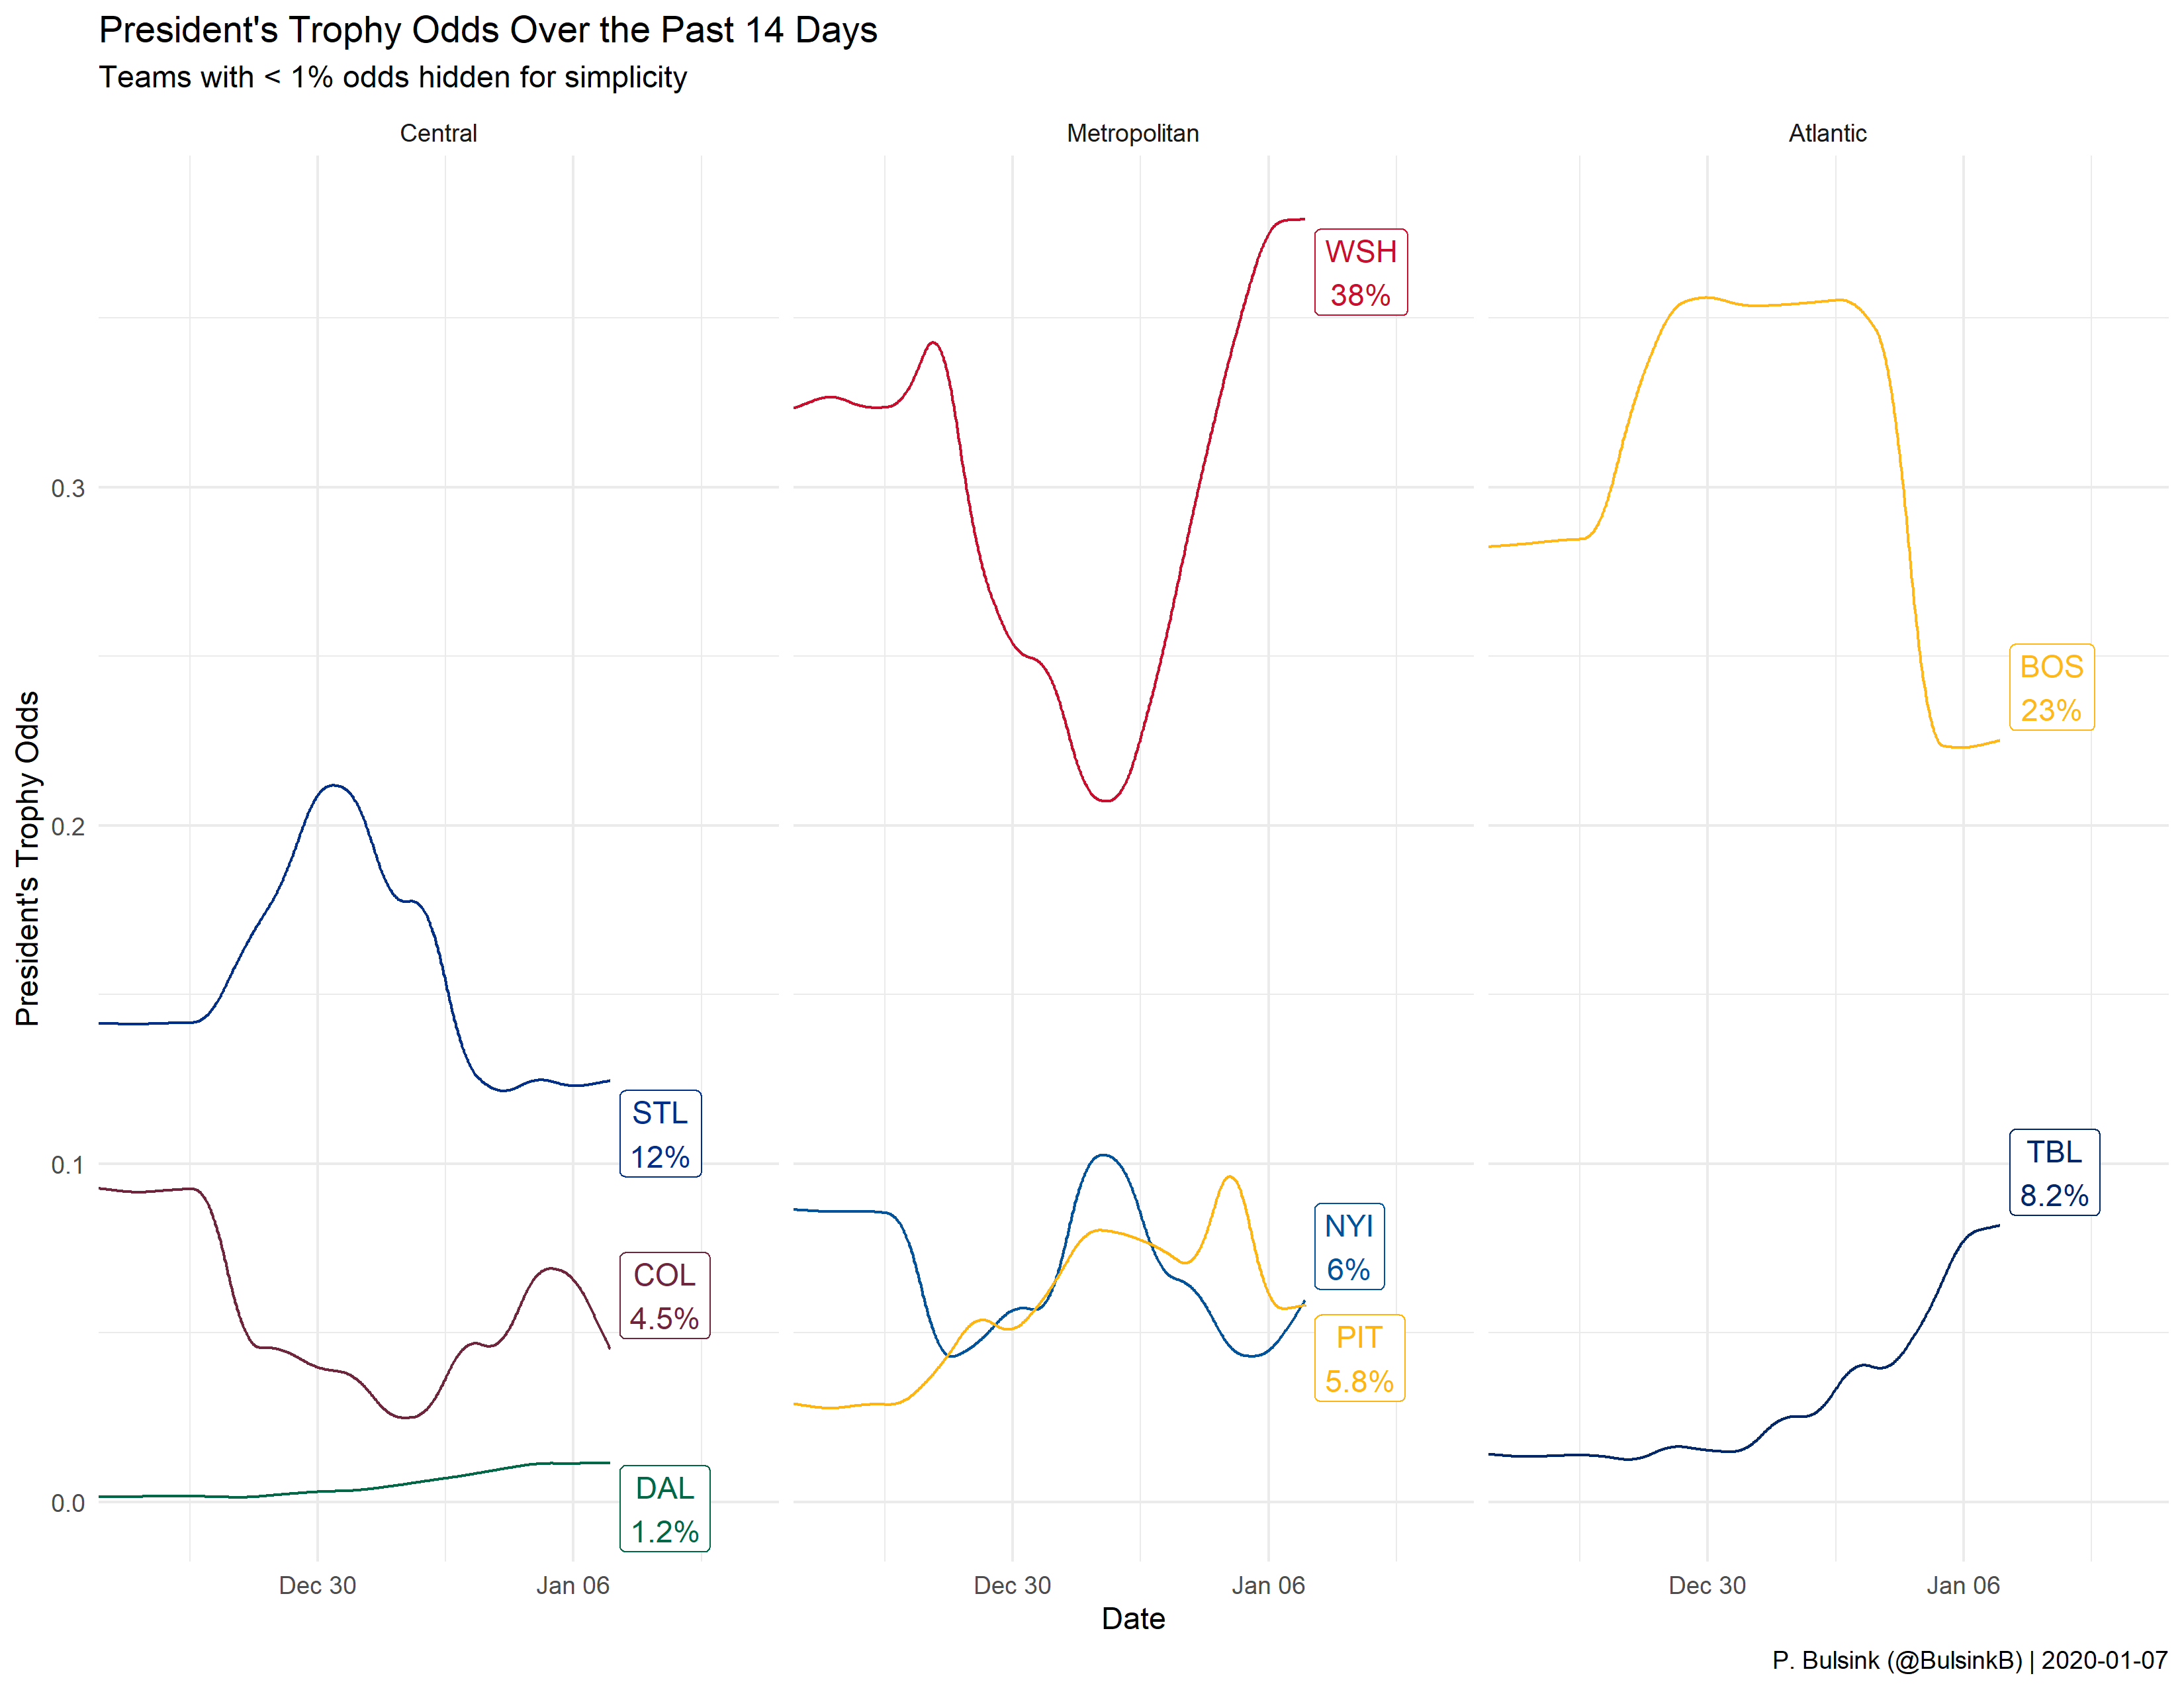 President's Trophy Odds Over the Past 14 Days
Teams with < 1% odds hidden for simplicity
Central
Metropolitan
Atlantic
President's Trophy Odds
0.3
0.2
0.1
0.0
STL
12%
COL
4.5%
DAL
1.2%
WSH
38%
NYI
6%
PIT
5.8%
BOS
23%
TBL
8.2%
Dec 30
Jan 06
Dec 30
Jan 06
Dec 30
Jan 06
Date
P. Bulsink (@BulsinkB) | 2020-01-07